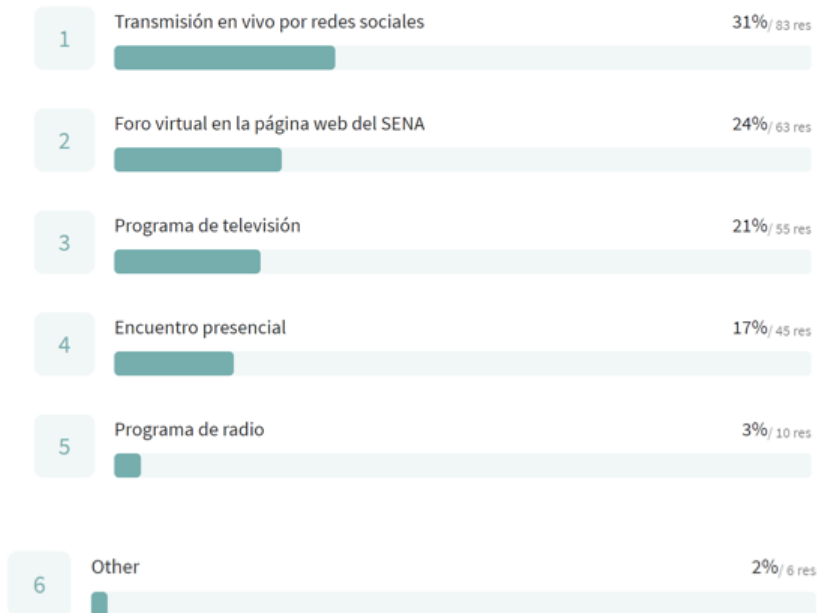 1
Transmisión en vivo por redes sociales 31%/ 83 res
2
Foro virtual en la página web del SENA 24%/ 63 res
3
Programa de televisión 21%/ 55 res
4
Encuentro presencial 17%/ 45 res
5
Programa de radio 3%/ 10 res
6
Other 2%/ 6 res